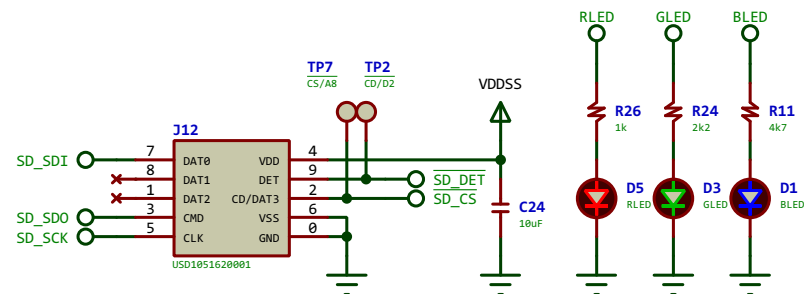 RLED GLED BLED
TP7 TP2
CS/A8 CD/D2
VDDSS
J12
R26 R24 R11
1k 2k2 4k7
SD_SDI 7 DAT0 VDD 4
8 DAT1 DET 9 SD_DET
1 DAT2 CD/DAT3 2 SD_CS
SD_SDO 3 CMD VSS 6
SD_SCK 5 CLK GND 0
USD1051620001
C24
10uF
D5 D3 D1
RLED GLED BLED